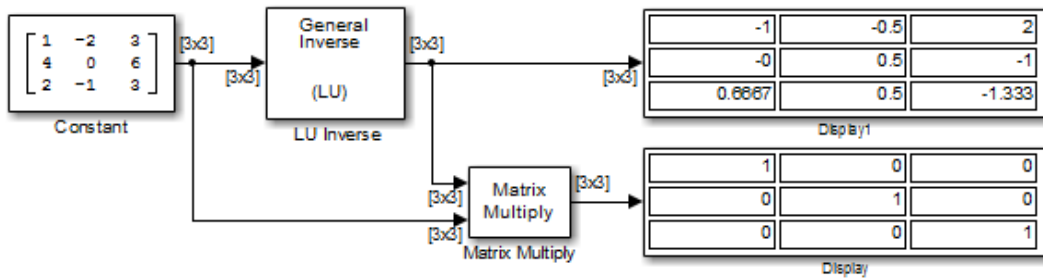 1 -2 3
4 0 6
2 -1 3
Constant
[3x3]
[3x3]
General
Inverse
(LU)
LU Inverse
[3x3]
[3x3]
-1 -0.5 2
-0 0.5 -1
0.6667 0.5 -1.333
Display1
[3x3]
[3x3]
Matrix
Multiply
Matrix Multiply
[3x3]
[3x3]
1 0 0
0 1 0
0 0 1
Display